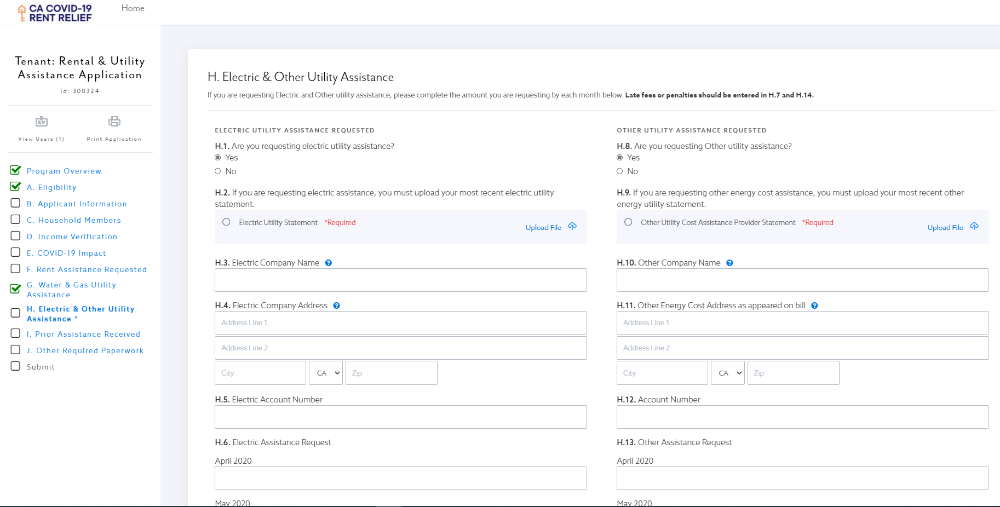 CA COVID-19
RENT RELIEF
Home
Tenant: Rental & Utility
Assistance Application
Id: 300324
View Users (1)
Print Application
Program Overview
A. Eligibility
B. Applicant Information
C. Household Members
D. Income Verification
E. COVID-19 Impact
F. Rent Assistance Requested
G. Water & Gas Utility
Assistance
H. Electric & Other Utility
Assistance *
I. Prior Assistance Received
J. Other Required Paperwork
Submit
H. Electric & Other Utility Assistance
If you are requesting Electric and Other utility assistance, please complete the amount you are requesting by each month below. Late fees or penalties should be entered in H.7 and H.14.
ELECTRIC UTILITY ASSISTANCE REQUESTED
H.1. Are you requesting electric utility assistance?
Yes
No
H.2. If you are requesting electric assistance, you must upload your most recent electric utility
statement.
Electric Utility Statement *Required
Upload File
H.3. Electric Company Name ?
H.4. Electric Company Address ?
Address Line 1
Address Line 2
City CA Zip
H.5. Electric Account Number
H.6. Electric Assistance Request
April 2020
May 2020
OTHER UTILITY ASSISTANCE REQUESTED
H.8. Are you requesting Other utility assistance?
Yes
No
H.9. If you are requesting other energy cost assistance, you must upload your most recent other
energy utility statement.
Other Utility Cost Assistance Provider Statement *Required
Upload File
H.10. Other Company Name ?
H.11. Other Energy Cost Address as appeared on bill ?
Address Line 1
Address Line 2
City CA Zip
H.12. Account Number
H.13. Other Assistance Request
April 2020
May 2020